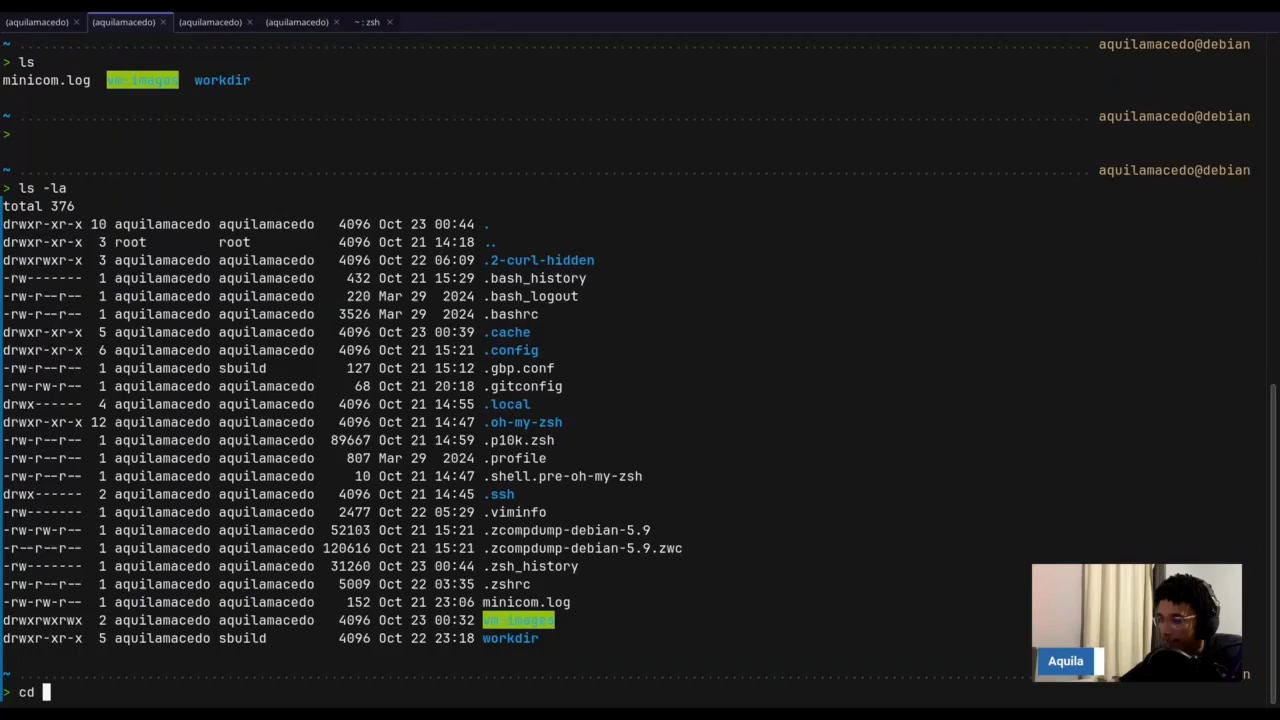 (aquilamacedo) × (aquilamacedo) × (aquilamacedo) × (aquilamacedo) × ~ : zsh ×
~ aquilamacedo@debian
> ls
minicom.log vm-images workdir
~ aquilamacedo@debian
>
~ aquilamacedo@debian
> ls -la
total 376
drwxr-xr-x 10 aquilamacedo aquilamacedo 4096 Oct 23 00:44 .
drwxr-xr-x 3 root root 4096 Oct 21 14:18 ..
drwxrwxr-x 3 aquilamacedo aquilamacedo 4096 Oct 22 06:09 .2-curl-hidden
-rw------- 1 aquilamacedo aquilamacedo 432 Oct 21 15:29 .bash_history
-rw-r--r-- 1 aquilamacedo aquilamacedo 220 Mar 29 2024 .bash_logout
-rw-r--r-- 1 aquilamacedo aquilamacedo 3526 Mar 29 2024 .bashrc
drwxr-xr-x 5 aquilamacedo aquilamacedo 4096 Oct 23 00:39 .cache
drwxr-xr-x 6 aquilamacedo aquilamacedo 4096 Oct 21 15:21 .config
-rw-r--r-- 1 aquilamacedo sbuild 127 Oct 21 15:12 .gbp.conf
-rw-rw-r-- 1 aquilamacedo aquilamacedo 68 Oct 21 20:18 .gitconfig
drwx------ 4 aquilamacedo aquilamacedo 4096 Oct 21 14:55 .local
drwxr-xr-x 12 aquilamacedo aquilamacedo 4096 Oct 21 14:47 .oh-my-zsh
-rw-r--r-- 1 aquilamacedo aquilamacedo 89667 Oct 21 14:59 .p10k.zsh
-rw-r--r-- 1 aquilamacedo aquilamacedo 807 Mar 29 2024 .profile
-rw-r--r-- 1 aquilamacedo aquilamacedo 10 Oct 21 14:47 .shell.pre-oh-my-zsh
drwx------ 2 aquilamacedo aquilamacedo 4096 Oct 21 14:45 .ssh
-rw------- 1 aquilamacedo aquilamacedo 2477 Oct 22 05:29 .viminfo
-rw-rw-r-- 1 aquilamacedo aquilamacedo 52103 Oct 21 15:21 .zcompdump-debian-5.9
-r--r--r-- 1 aquilamacedo aquilamacedo 120616 Oct 21 15:21 .zcompdump-debian-5.9.zwc
-rw------- 1 aquilamacedo aquilamacedo 31260 Oct 23 00:44 .zsh_history
-rw-r--r-- 1 aquilamacedo aquilamacedo 5009 Oct 22 03:35 .zshrc
-rw-rw-r-- 1 aquilamacedo aquilamacedo 152 Oct 21 23:06 minicom.log
drwxrwxrwx 2 aquilamacedo aquilamacedo 4096 Oct 23 00:32 vm-images
drwxr-xr-x 5 aquilamacedo sbuild 4096 Oct 22 23:18 workdir
Aquila
~ n
> cd